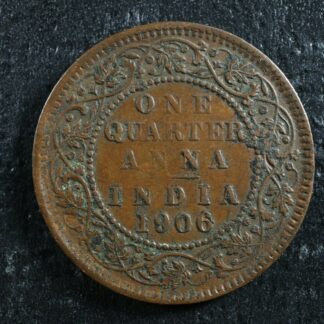 ONE
QUARTER
ANNA
INDIA
1906